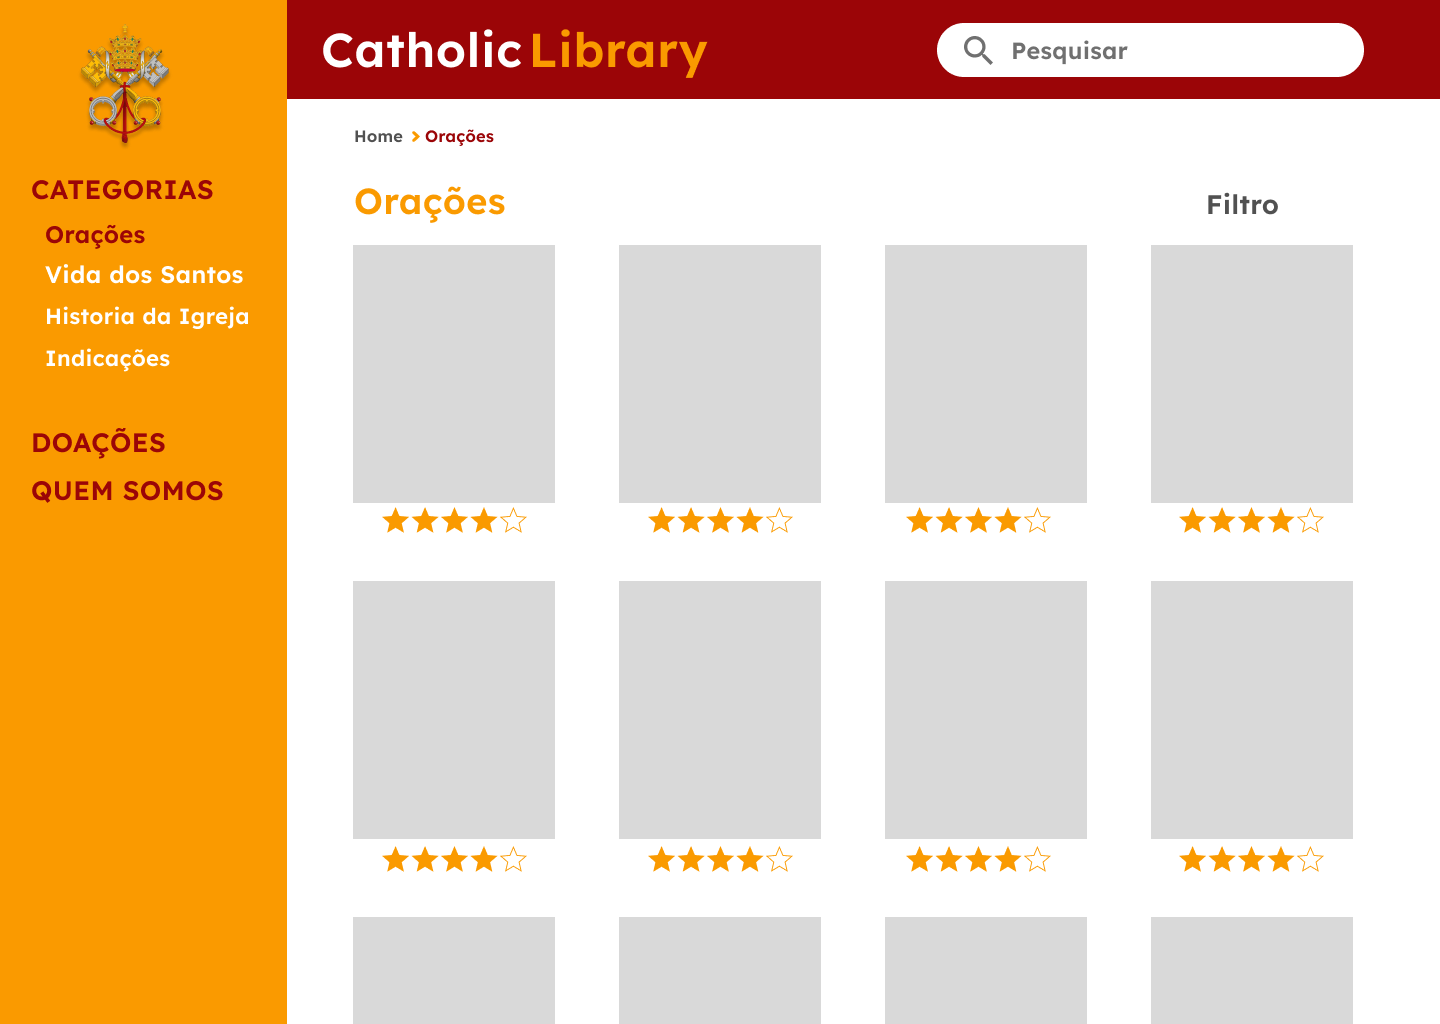 Catholic Library
Pesquisar
CATEGORIAS
Orações
Vida dos Santos
Historia da Igreja
Indicações
DOAÇÕES
QUEM SOMOS
Home > Orações
Orações
Filtro